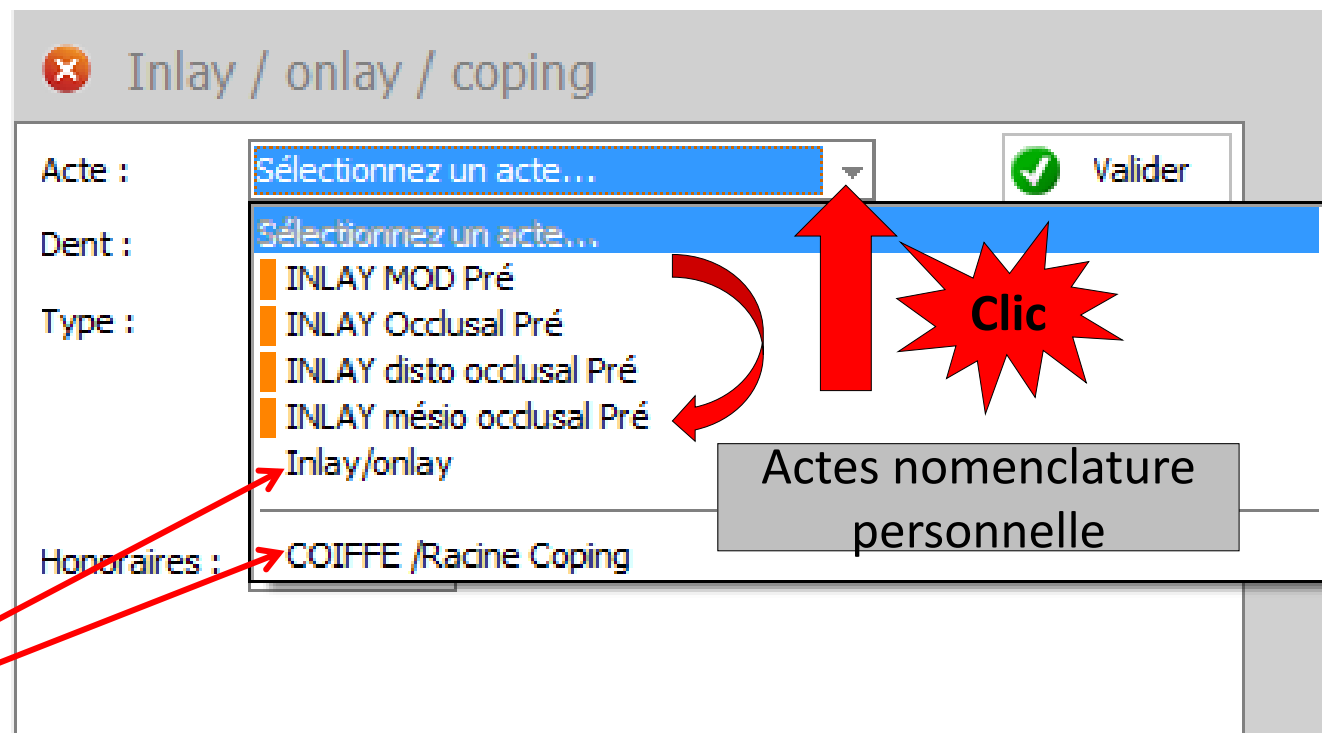 Inlay / onlay / coping
Acte :
Sélectionnez un acte...
Valider
Dent :
Sélectionnez un acte...
INLAY MOD Pré
Type :
INLAY Occlusal Pré
Clic
INLAY disto occlusal Pré
INLAY mésio occlusal Pré
Inlay/onlay
Actes nomenclature
personnelle
Honoraires :
COIFFE /Racine Coping